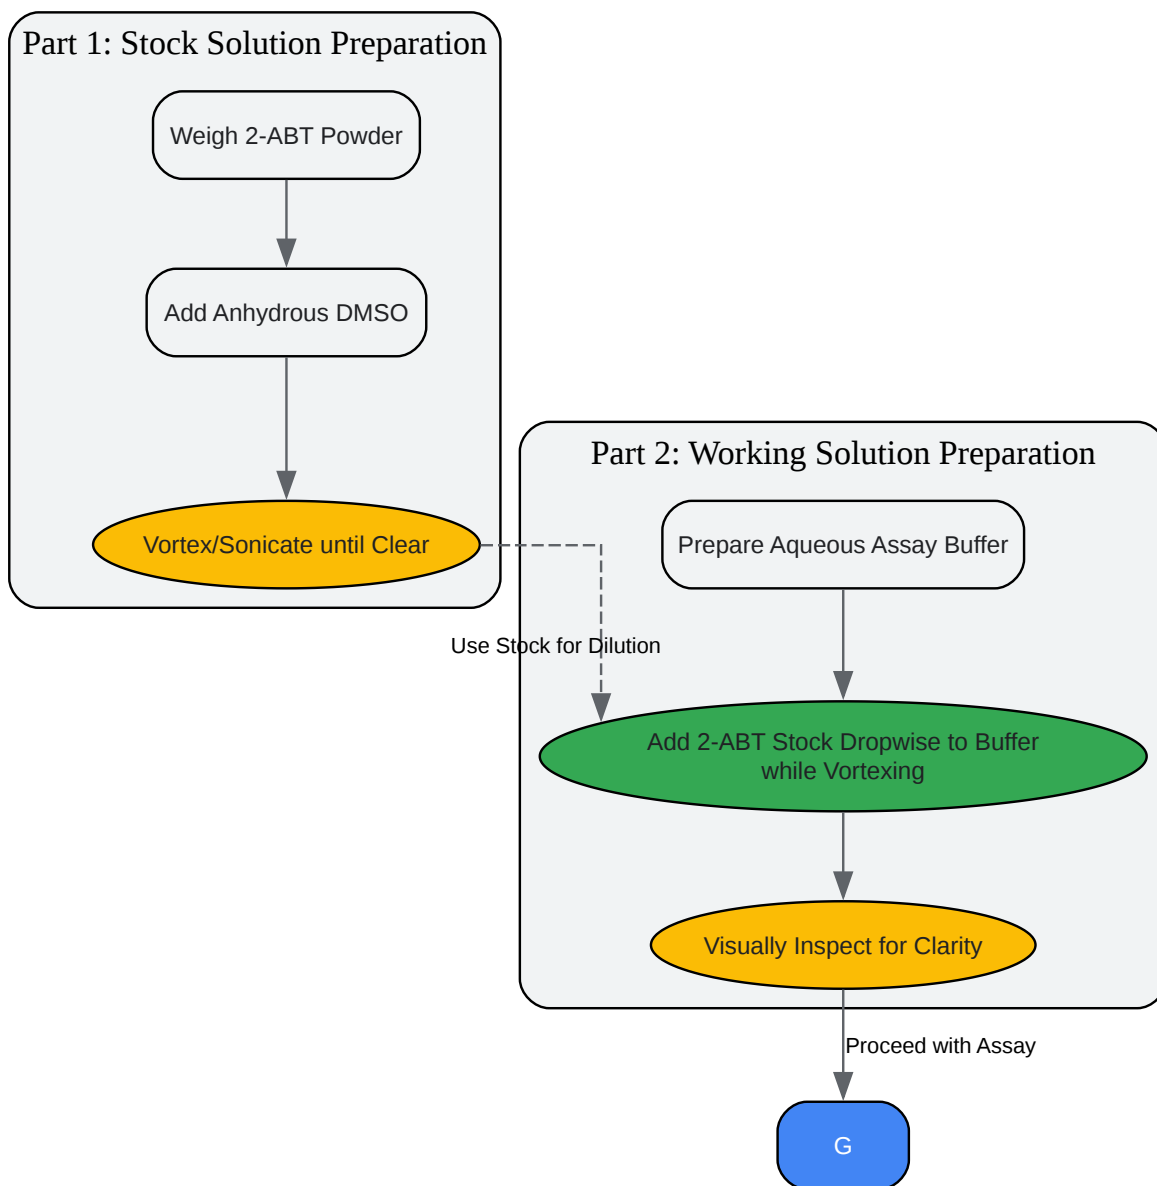 Part 1: Stock Solution Preparation
Weigh 2-ABT Powder
Add Anhydrous DMSO
Vortex/Sonicate until Clear
Use Stock for Dilution
Part 2: Working Solution Preparation
Prepare Aqueous Assay Buffer
Add 2-ABT Stock Dropwise to Buffer
while Vortexing
Visually Inspect for Clarity
Proceed with Assay
G